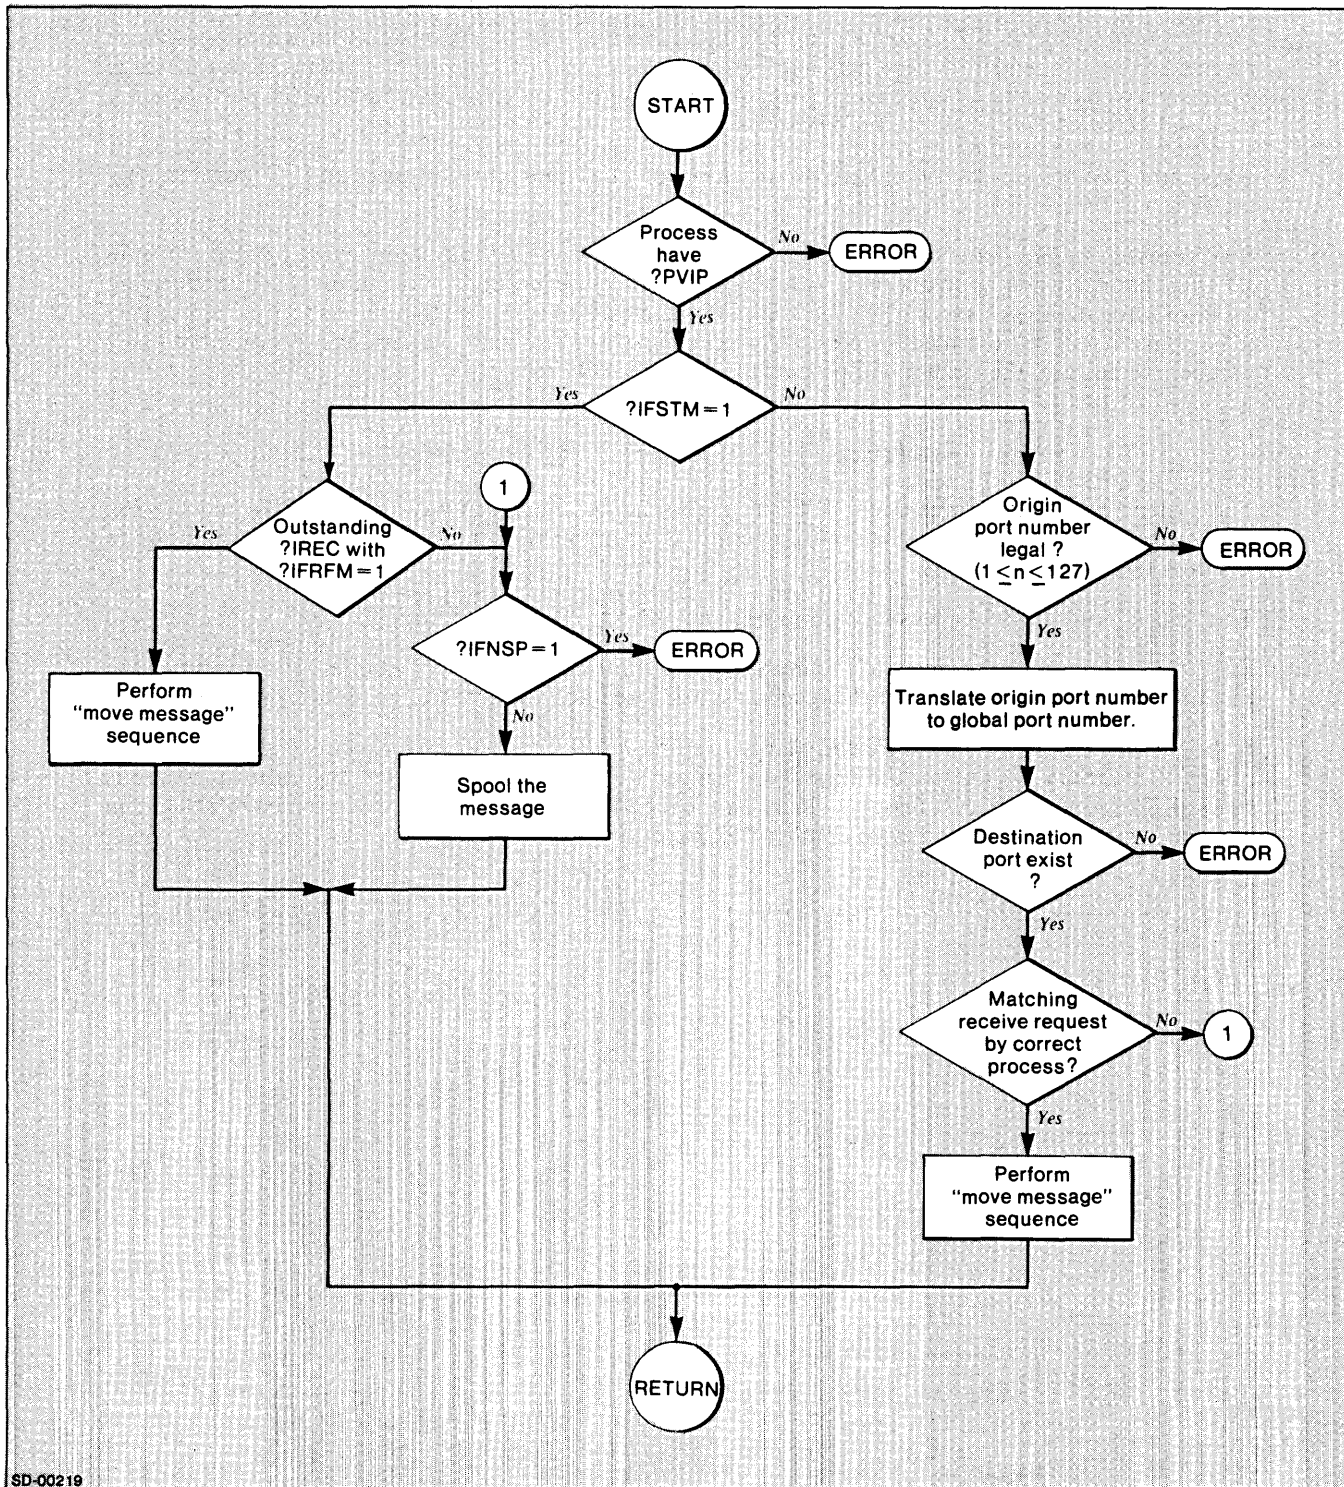 START
Process
have
?PVIP
No
ERROR
Yes
?IFSTM = 1
Yes
No
1
Outstanding
?IREC with
?IFRFM = 1
Yes
No
Origin
port number
legal ?
(1 ≤ n ≤ 127)
No
ERROR
Yes
?IFNSP = 1
Yes
ERROR
No
Perform
“move message”
sequence
Translate origin port number
to global port number.
Spool the
message
Destination
port exist
?
No
ERROR
Yes
Matching
receive request
by correct
process?
No
1
Yes
Perform
“move message”
sequence
RETURN
SD-00219